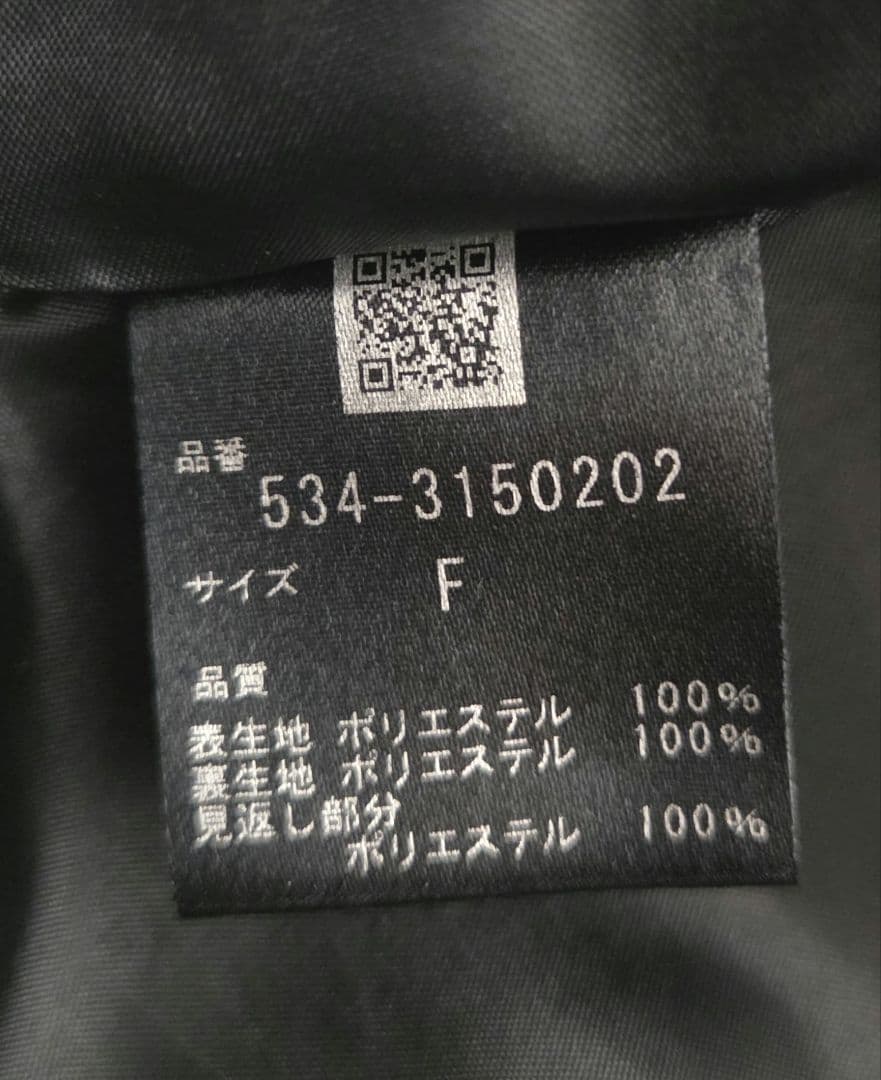 品番
534-3150202
サイズ F
品質
表生地 ポリエステル 100%
裏生地 ポリエステル 100%
見返し部分
ポリエステル 100%